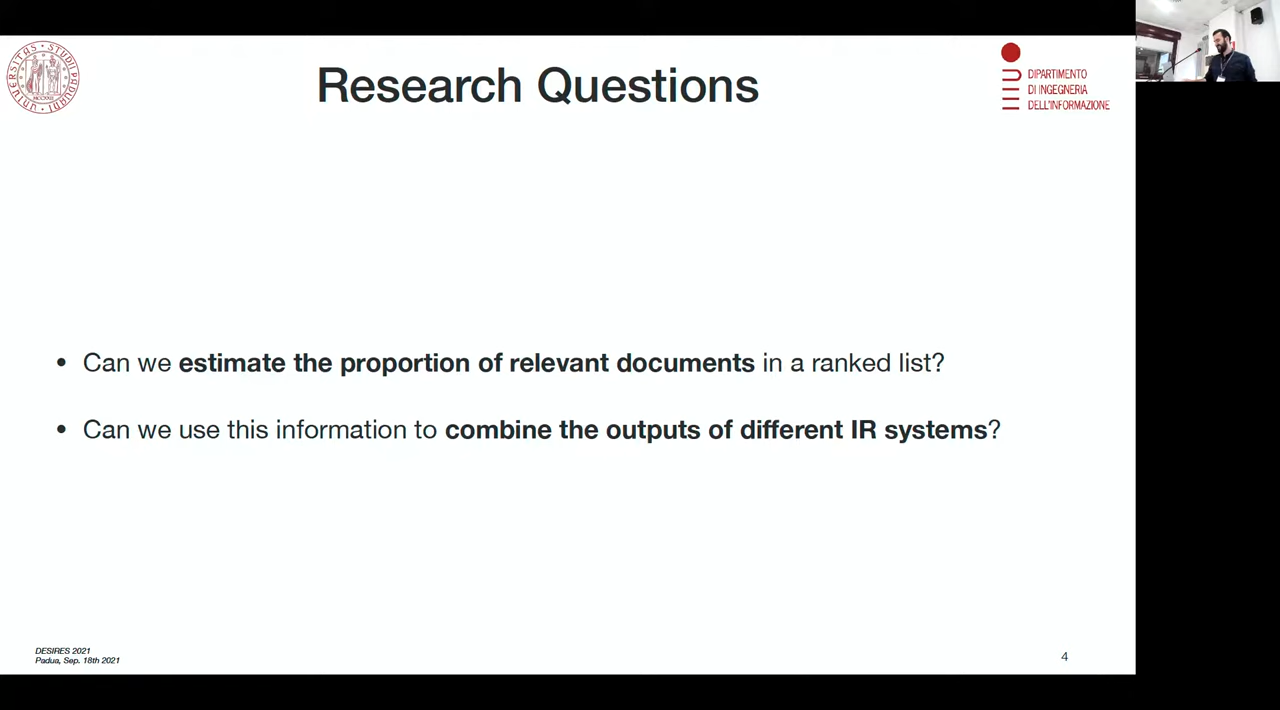 Research Questions
DIPARTIMENTO
DI INGEGNERIA
DELL'INFORMAZIONE
• Can we estimate the proportion of relevant documents in a ranked list?
• Can we use this information to combine the outputs of different IR systems?
DESIRES 2021
Padua, Sep. 18th 2021
4